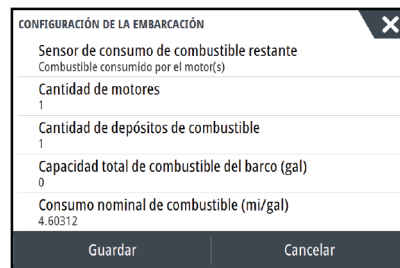 CONFIGURACIÓN DE LA EMBARCACIÓN
Sensor de consumo de combustible restante
Combustible consumido por el motor(s)
Cantidad de motores
1
Cantidad de depósitos de combustible
1
Capacidad total de combustible del barco (gal)
0
Consumo nominal de combustible (mi/gal)
4.60312
Guardar Cancelar